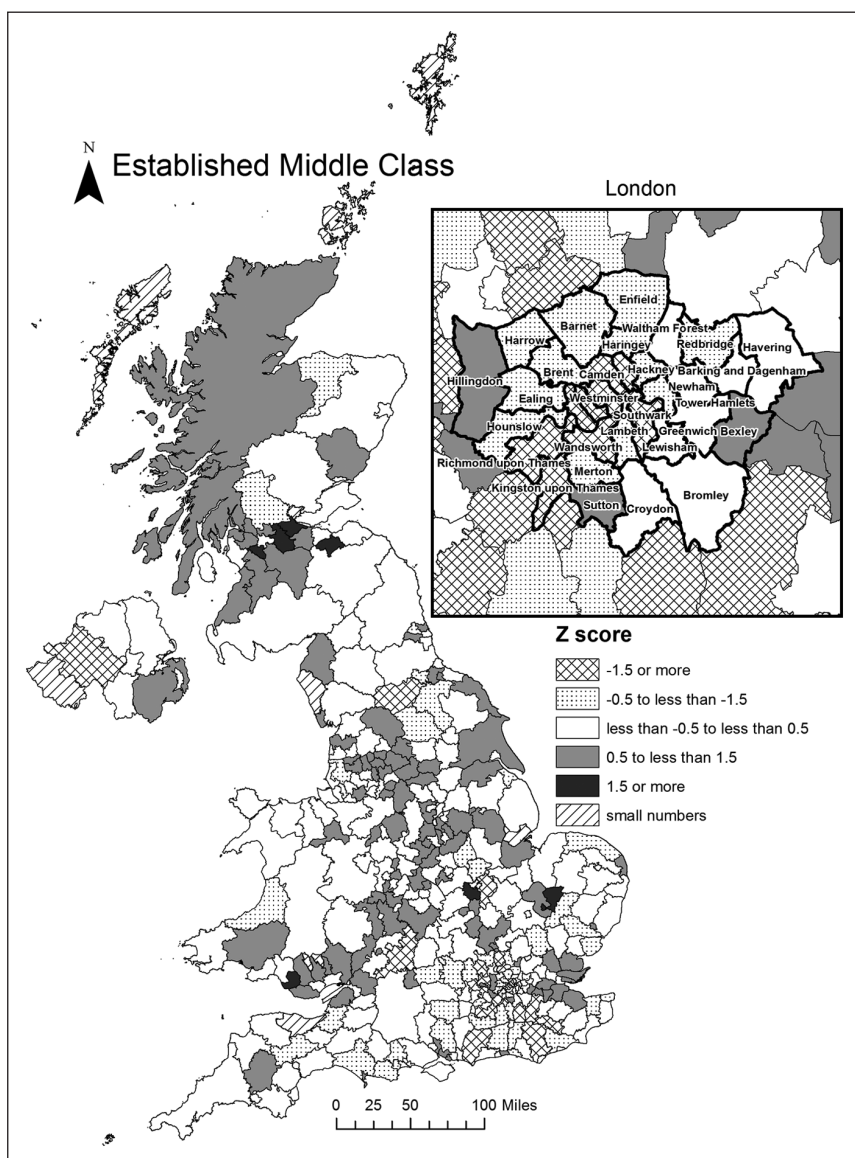 N
Established Middle Class
London
Enfield
Barnet
Waltham Forest
Harrow
Haringey
Redbridge
Havering
Brent
Camden
Hackney
Barking and Dagenham
Hillingdon
Newham
Ealing
Westminster
Tower Hamlets
Southwark
Hounslow
Lambeth
Greenwich
Bexley
Wandsworth
Lewisham
Richmond upon Thames
Merton
Kingston upon Thames
Bromley
Sutton
Croydon
Z score
-1.5 or more
-0.5 to less than -1.5
less than -0.5 to less than 0.5
0.5 to less than 1.5
1.5 or more
small numbers
0 25 50 100 Miles